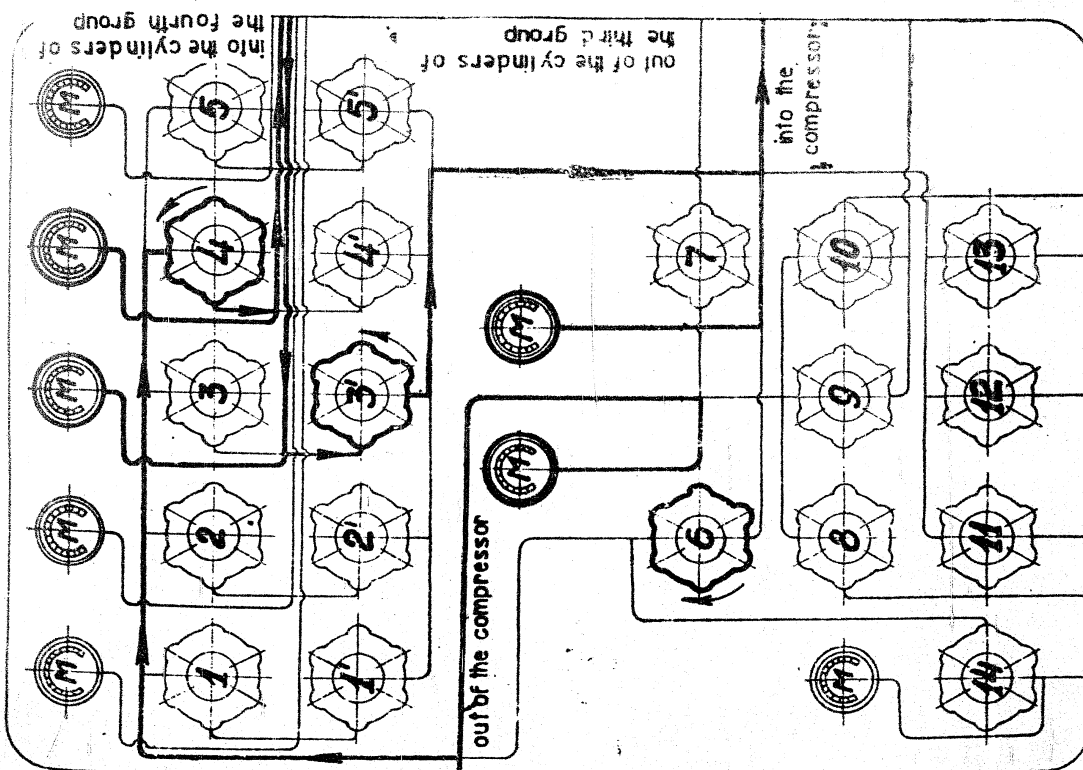 into the cylinders of
the fourth group
out of the cylinders of
the third group
into the
compressor
out of the compressor
M
M
M
M
M
5
4
3
2
1
5'
4'
3'
2'
1'
M
M
7
6
10
9
8
M
13
12
11
14